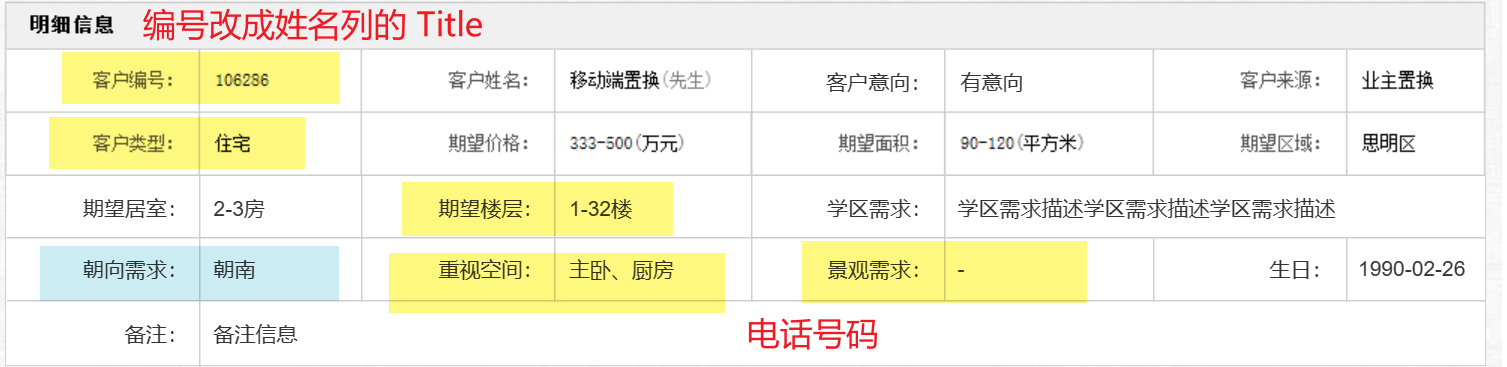 明细信息 编号改成姓名列的 Title
客户编号： 106286 客户姓名： 移动端置换(先生) 客户意向： 有意向 客户来源： 业主置换
客户类型： 住宅 期望价格： 333-500(万元) 期望面积： 90-120(平方米) 期望区域： 思明区
期望居室： 2-3房 期望楼层： 1-32楼 学区需求： 学区需求描述学区需求描述学区需求描述
朝向需求： 朝南 重视空间： 主卧、厨房 景观需求： - 生日： 1990-02-26
备注： 备注信息 电话号码